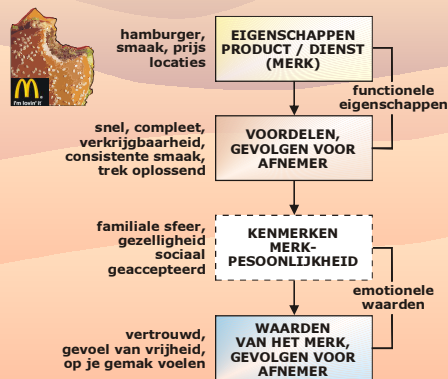 hamburger,
smaak, prijs
locaties
EIGENSCHAPPEN
PRODUCT / DIENST
(MERK)
functionele
eigenschappen
i'm lovin' it
snel, compleet,
verkrijgbaarheid,
consistente smaak,
trek oplossend
VOORDELEN,
GEVOLGEN VOOR
AFNEMER
familiale sfeer,
gezelligheid
sociaal
geaccepteerd
KENMERKEN
MERK-
PESOONLIJKHEID
emotionele
waarden
vertrouwd,
gevoel van vrijheid,
op je gemak voelen
WAARDEN
VAN HET MERK,
GEVOLGEN VOOR
AFNEMER